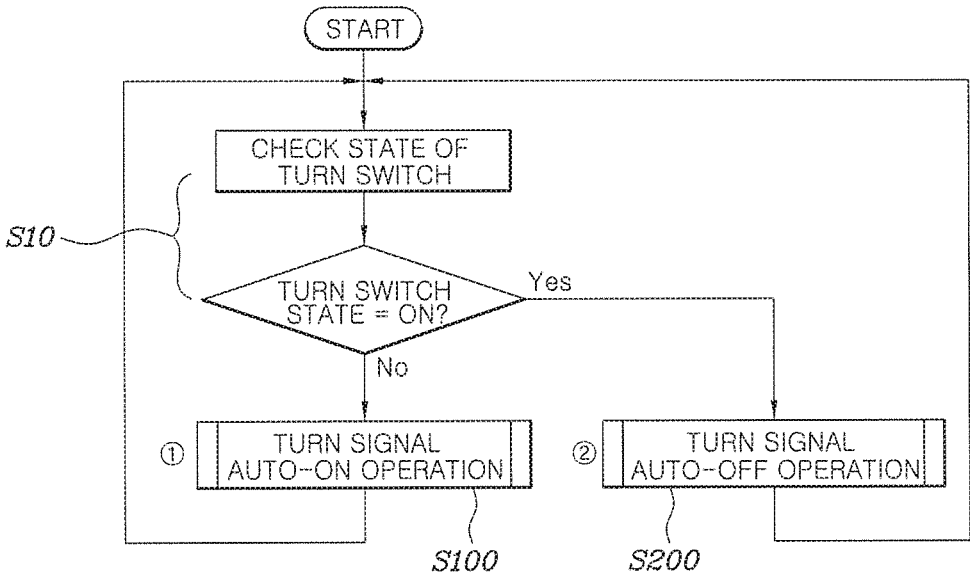 START
CHECK STATE OF
TURN SWITCH
S10
TURN SWITCH
STATE = ON?
Yes
No
①
TURN SIGNAL
AUTO-ON OPERATION
②
TURN SIGNAL
AUTO-OFF OPERATION
S100
S200